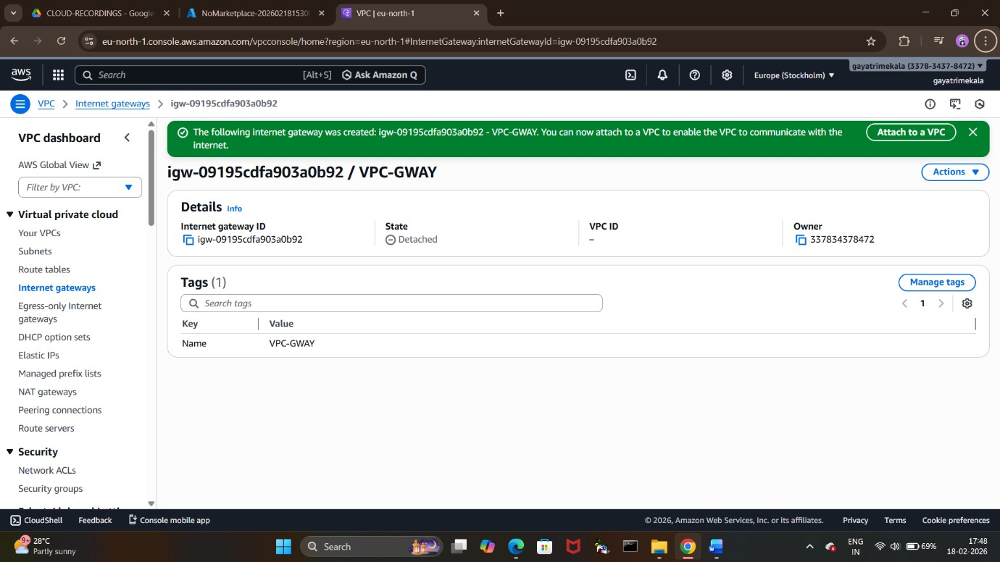 CLOUD-RECORDINGS - Google
NoMarketplace-202602181530
VPC | eu-north-1
eu-north-1.console.aws.amazon.com/vpcconsole/home?region=eu-north-1#InternetGateway:internetGatewayId=igw-09195cdfa903a0b92
aws
Search [Alt+S] Ask Amazon Q
Europe (Stockholm)
gayatrimekala (3378-3437-8472)
gayatrimekala
VPC Internet gateways igw-09195cdfa903a0b92
VPC dashboard
AWS Global View
Filter by VPC:
Virtual private cloud
Your VPCs
Subnets
Route tables
Internet gateways
Egress-only Internet
gateways
DHCP option sets
Elastic IPs
Managed prefix lists
NAT gateways
Peering connections
Route servers
Security
Network ACLs
Security groups
The following internet gateway was created: igw-09195cdfa903a0b92 - VPC-GWAY. You can now attach to a VPC to enable the VPC to communicate with the
internet.
Attach to a VPC
igw-09195cdfa903a0b92 / VPC-GWAY
Actions
Details Info
Internet gateway ID
igw-09195cdfa903a0b92
State
Detached
VPC ID
–
Owner
337834378472
Tags (1)
Manage tags
Search tags
1
Key Value
Name VPC-GWAY
CloudShell Feedback Console mobile app
© 2026, Amazon Web Services, Inc. or its affiliates. Privacy Terms Cookie preferences
9+
28°C
Partly sunny
Search
ENG
IN
69%
17:48
18-02-2026